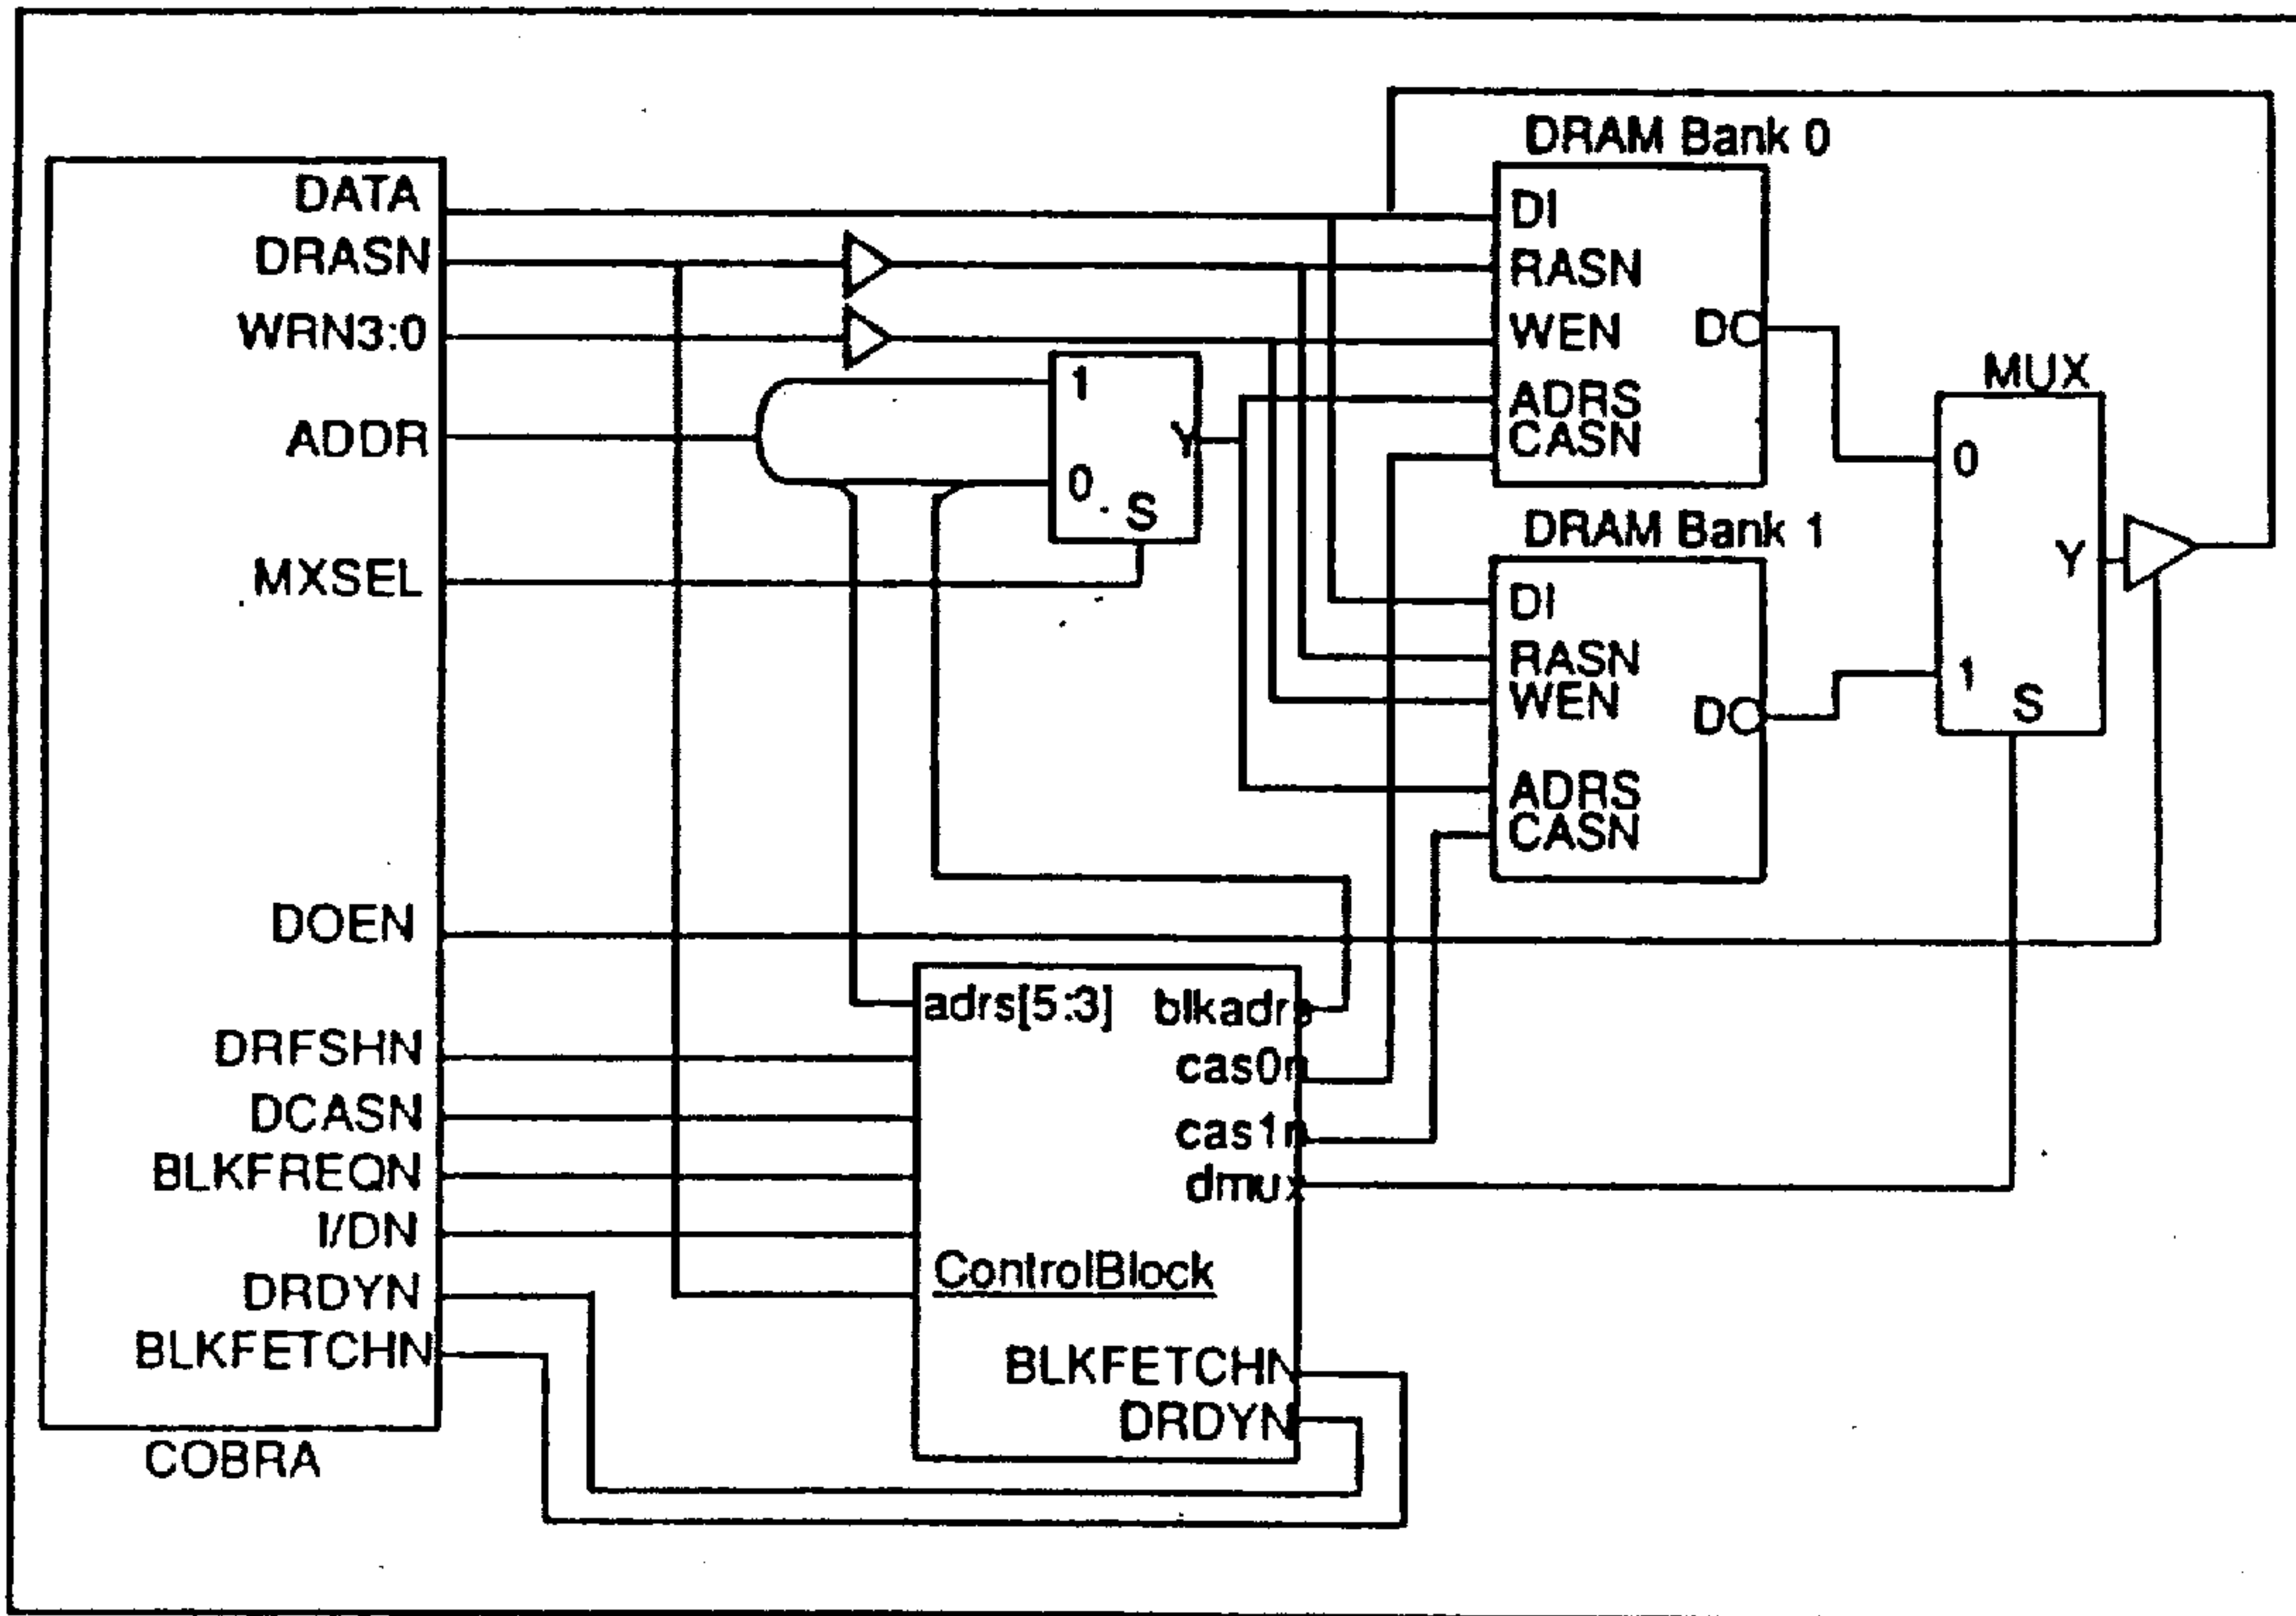 DATA
DRASN
WRN3:0
ADDR
MXSEL
DOEN
DRFSHN
DCASN
BLKFREQN
I/DN
DRDYN
BLKFETCHN
COBRA
1
0
S
Y
DRAM Bank 0
DI
RASN
WEN
ADRS
CASN
DO
DRAM Bank 1
DI
RASN
WEN
ADRS
CASN
DO
MUX
0
1
S
Y
adrs[5:3]
blkadrs
cas0n
cas1n
dmux
ControlBlock
BLKFETCHN
DRDYN